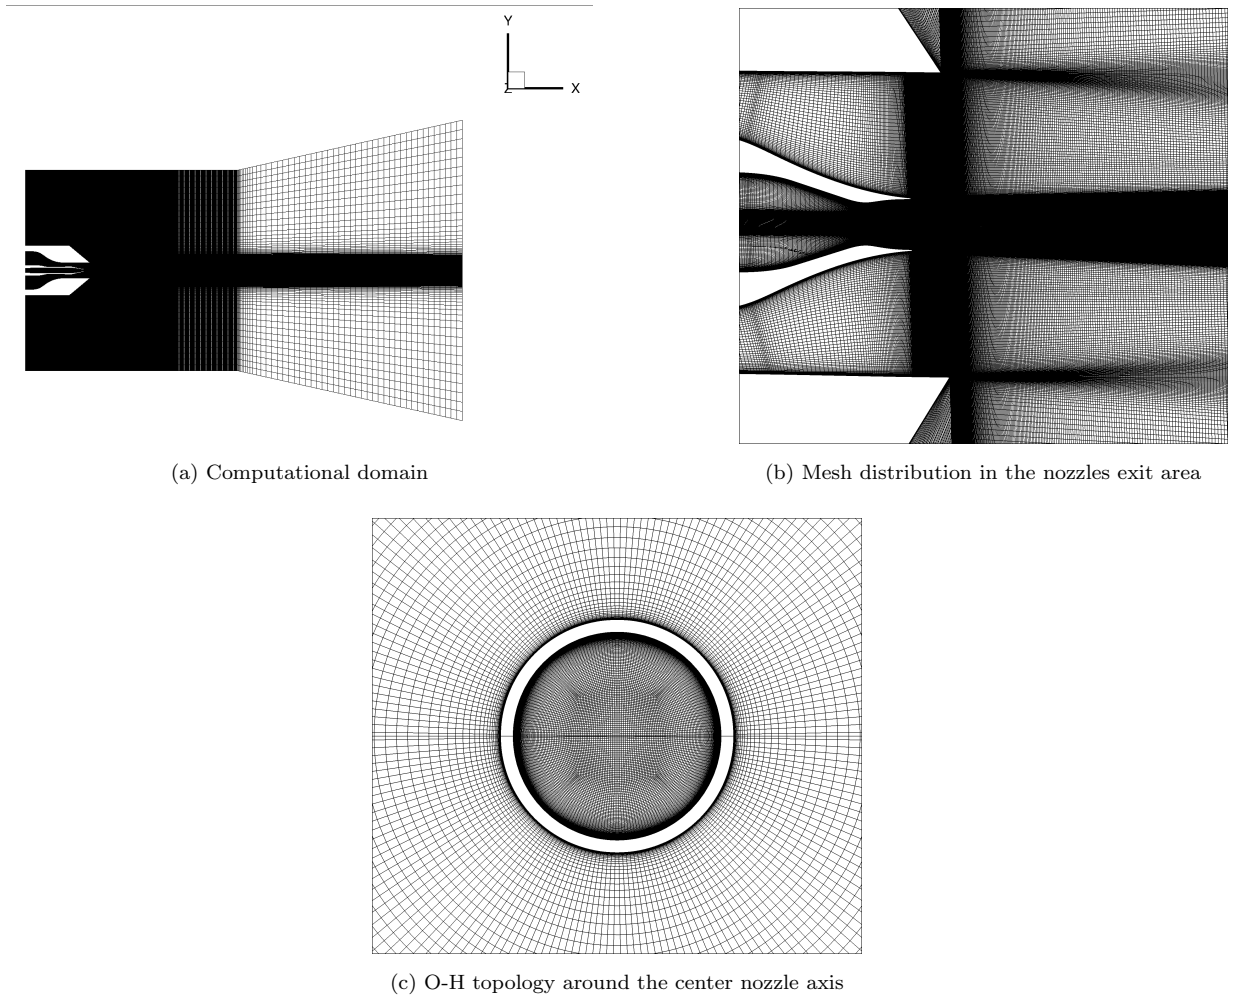 Y
X
Z
(a) Computational domain
(b) Mesh distribution in the nozzles exit area
(c) O-H topology around the center nozzle axis